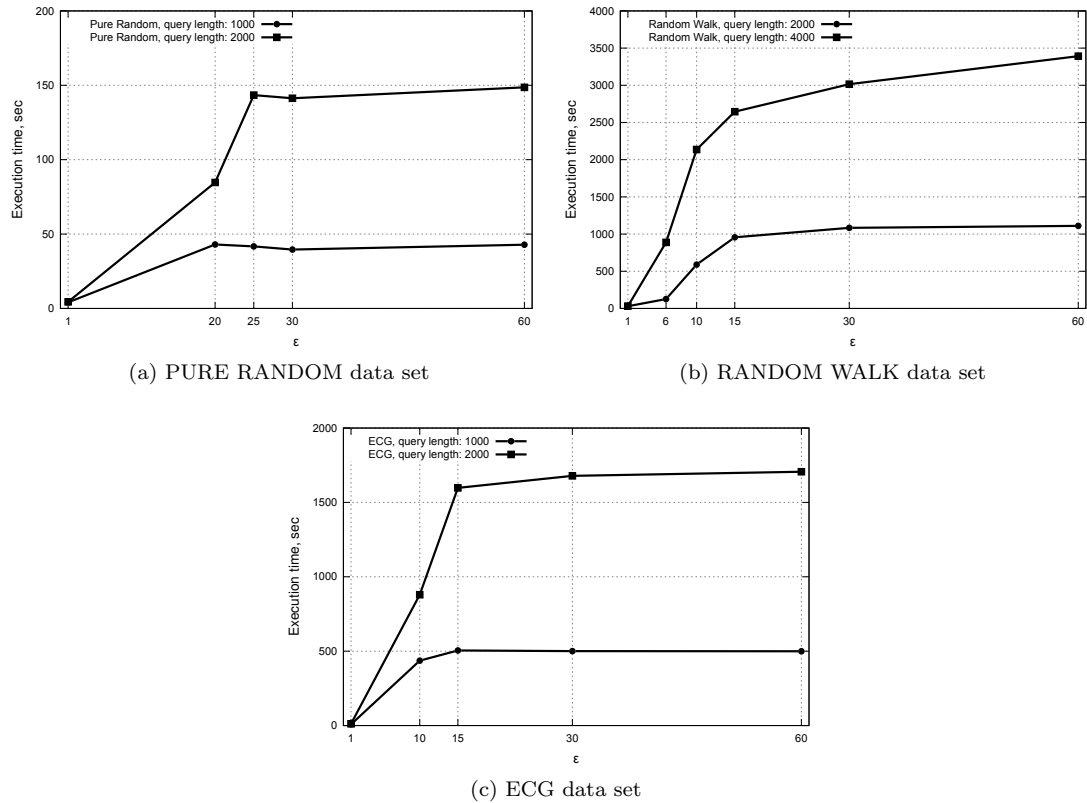 Pure Random, query length: 1000
Pure Random, query length: 2000
200
150
100
50
0
1 20 25 30 60
Execution time, sec
ε
(a) PURE RANDOM data set
Random Walk, query length: 2000
Random Walk, query length: 4000
4000
3500
3000
2500
2000
1500
1000
500
0
1 6 10 15 30 60
Execution time, sec
ε
(b) RANDOM WALK data set
ECG, query length: 1000
ECG, query length: 2000
2000
1500
1000
500
0
1 10 15 30 60
Execution time, sec
ε
(c) ECG data set